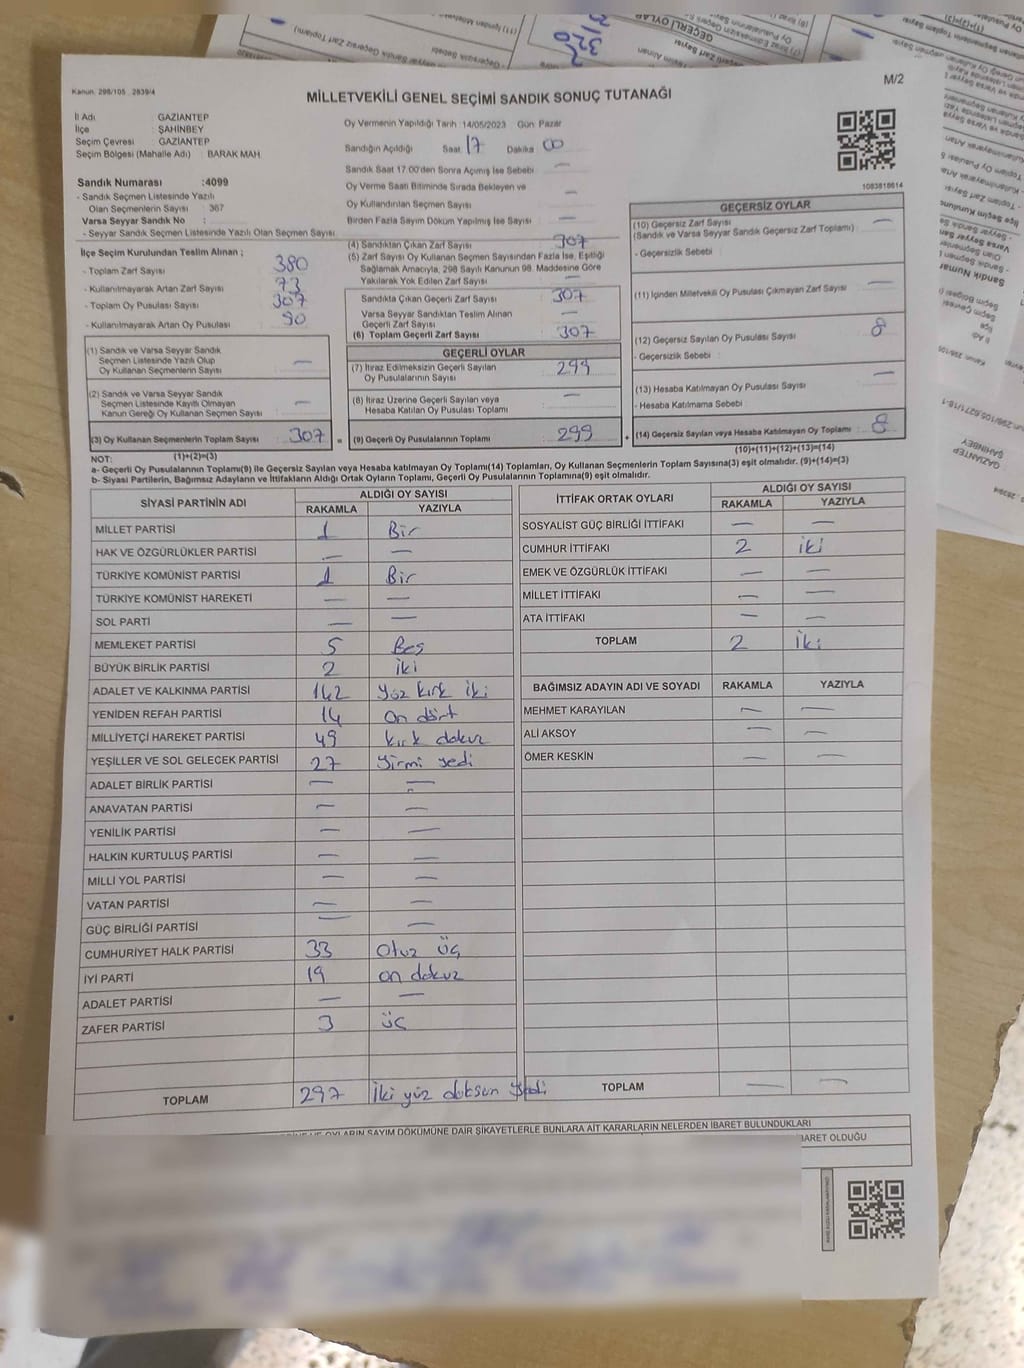 Kanun. 298/105 2839/4
M/2
MİLLETVEKİLİ GENEL SEÇİMİ SANDIK SONUÇ TUTANAĞI
İl Adı : GAZİANTEP
İlçe : ŞAHİNBEY
Seçim Çevresi : GAZİANTEP
Seçim Bölgesi (Mahalle Adı) : BARAK MAH.
Sandık Numarası :4099
- Sandık Seçmen Listesinde Yazılı
Olan Seçmenlerin Sayısı : 367
Varsa Seyyar Sandık No :
- Seyyar Sandık Seçmen Listesinde Yazılı Olan Seçmen Sayısı
Oy Vermenin Yapıldığı Tarih :14/05/2023 Gün Pazar
Sandığın Açıldığı Saat 17 Dakika 00
Sandık Saat 17.00'den Sonra Açımış İse Sebebi : —
Oy Verme Saati Bitiminde Sırada Bekleyen ve
Oy Kullandırılan Seçmen Sayısı : —
Birden Fazla Sayım Döküm Yapılmış İse Sayısı : —
1083818614
İlçe Seçim Kurulundan Teslim Alınan ;
- Toplam Zarf Sayısı : 380
- Kullanılmayarak Artan Zarf Sayısı : 73
- Toplam Oy Pusulası Sayısı : 307
- Kullanılmayarak Artan Oy Pusulası : 90
(4) Sandıktan Çıkan Zarf Sayısı : 307
(5) Zarf Sayısı Oy Kullanan Seçmen Sayısından Fazla İse, Eşitliği
Sağlamak Amacıyla, 298 Sayılı Kanunun 98. Maddesine Göre
Yakılarak Yok Edilen Zarf Sayısı : —
Sandıkta Çıkan Geçerli Zarf Sayısı : 307
Varsa Seyyar Sandıktan Teslim Alınan
Geçerli Zarf Sayısı : —
(6) Toplam Geçerli Zarf Sayısı : 307
GEÇERSİZ OYLAR
(10) Geçersiz Zarf Sayısı
(Sandık ve Varsa Seyyar Sandık Geçersiz Zarf Toplamı) : —
- Geçersizlik Sebebi :
(11) İçinden Milletvekili Oy Pusulası Çıkmayan Zarf Sayısı : —
(12) Geçersiz Sayılan Oy Pusulası Sayısı : 8
- Geçersizlik Sebebi :
(13) Hesaba Katılmayan Oy Pusulası Sayısı : —
- Hesaba Katılmama Sebebi :
(14) Geçersiz Sayılan veya Hesaba Katılmayan Oy Toplamı : 8
(10)+(11)+(12)+(13)=(14)
(1) Sandık ve Varsa Seyyar Sandık
Seçmen Listesinde Yazılı Olup
Oy Kullanan Seçmenlerin Sayısı : —
(2) Sandık ve Varsa Seyyar Sandık
Seçmen Listesinde Kayıtlı Olmayan
Kanun Gereği Oy Kullanan Seçmen Sayısı : —
(3) Oy Kullanan Seçmenlerin Toplam Sayısı : 307 =
(1)+(2)=(3)
GEÇERLİ OYLAR
(7) İtiraz Edilmeksizin Geçerli Sayılan
Oy Pusulalarının Sayısı : 299
(8) İtiraz Üzerine Geçerli Sayılan veya
Hesaba Katılan Oy Pusulası Toplamı : —
(9) Geçerli Oy Pusulalarının Toplamı : 299 +
NOT:
a- Geçerli Oy Pusulalarının Toplamı(9) ile Geçersiz Sayılan veya Hesaba katılmayan Oy Toplamı(14) Toplamları, Oy Kullanan Seçmenlerin Toplam Sayısına(3) eşit olmalıdır. (9)+(14)=(3)
b- Siyasi Partilerin, Bağımsız Adayların ve İttifakların Aldığı Ortak Oyların Toplamı, Geçerli Oy Pusulalarının Toplamına(9) eşit olmalıdır.
SİYASİ PARTİNİN ADI ALDIĞI OY SAYISI
RAKAMLA YAZIYLA
MİLLET PARTİSİ 1 Bir
HAK VE ÖZGÜRLÜKLER PARTİSİ — —
TÜRKİYE KOMÜNİST PARTİSİ 1 Bir
TÜRKİYE KOMÜNİST HAREKETİ — —
SOL PARTİ — —
MEMLEKET PARTİSİ 5 Beş
BÜYÜK BİRLİK PARTİSİ 2 iki
ADALET VE KALKINMA PARTİSİ 142 yüz kırk iki
YENİDEN REFAH PARTİSİ 14 on dört
MİLLİYETÇİ HAREKET PARTİSİ 49 kırk dokuz
YEŞİLLER VE SOL GELECEK PARTİSİ 27 yirmi yedi
ADALET BİRLİK PARTİSİ — —
ANAVATAN PARTİSİ — —
YENİLİK PARTİSİ — —
HALKIN KURTULUŞ PARTİSİ — —
MİLLİ YOL PARTİSİ — —
VATAN PARTİSİ — —
GÜÇ BİRLİĞİ PARTİSİ — —
CUMHURİYET HALK PARTİSİ 33 otuz üç
İYİ PARTİ 19 on dokuz
ADALET PARTİSİ — —
ZAFER PARTİSİ 3 üç
TOPLAM 297 İki yüz doksan yedi
İTTİFAK ORTAK OYLARI ALDIĞI OY SAYISI
RAKAMLA YAZIYLA
SOSYALİST GÜÇ BİRLİĞİ İTTİFAKI — —
CUMHUR İTTİFAKI 2 iki
EMEK VE ÖZGÜRLÜK İTTİFAKI — —
MİLLET İTTİFAKI — —
ATA İTTİFAKI — —
TOPLAM 2 iki
BAĞIMSIZ ADAYIN ADI VE SOYADI RAKAMLA YAZIYLA
MEHMET KARAYILAN — —
ALİ AKSOY — —
ÖMER KESKİN — —
TOPLAM — —
OYLARIN SAYIM DÖKÜMÜNE DAİR ŞİKAYETLERLE BUNLARA AİT KARARLARIN NELERDEN İBARET BULUNDUKLARI
İBARET OLDUĞU